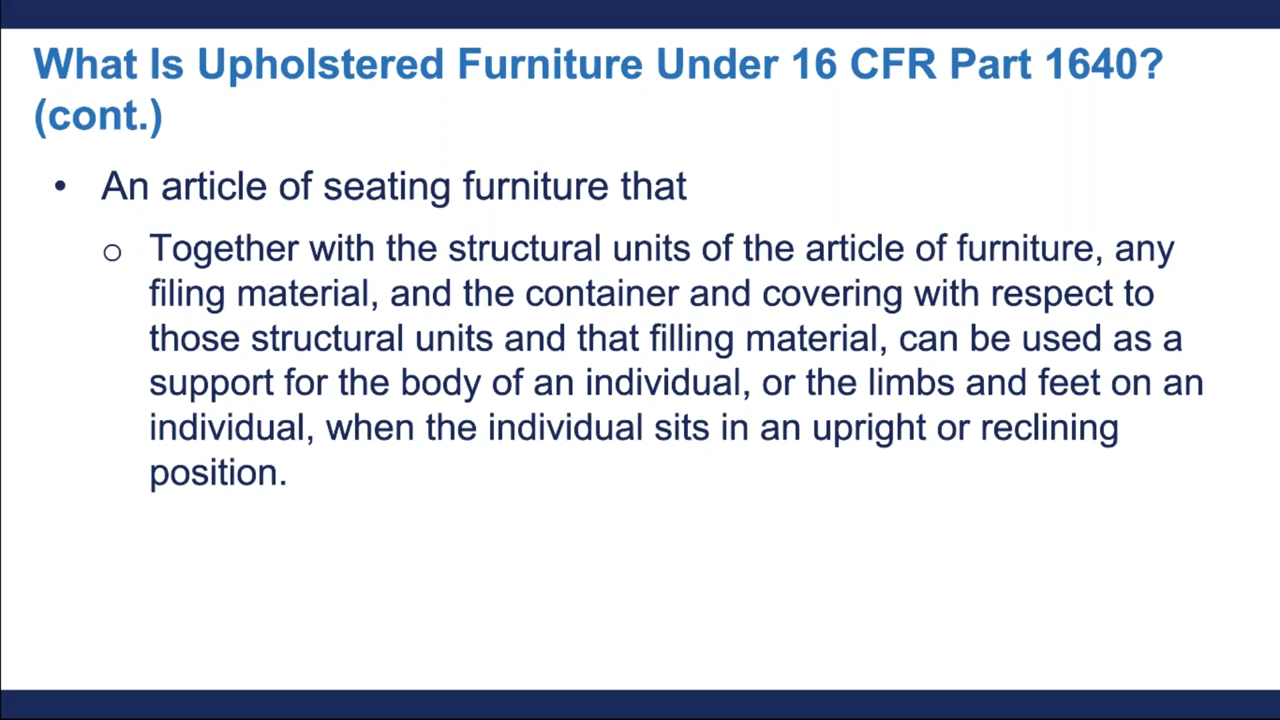 What Is Upholstered Furniture Under 16 CFR Part 1640?
(cont.)
• An article of seating furniture that
o Together with the structural units of the article of furniture, any
filing material, and the container and covering with respect to
those structural units and that filling material, can be used as a
support for the body of an individual, or the limbs and feet on an
individual, when the individual sits in an upright or reclining
position.